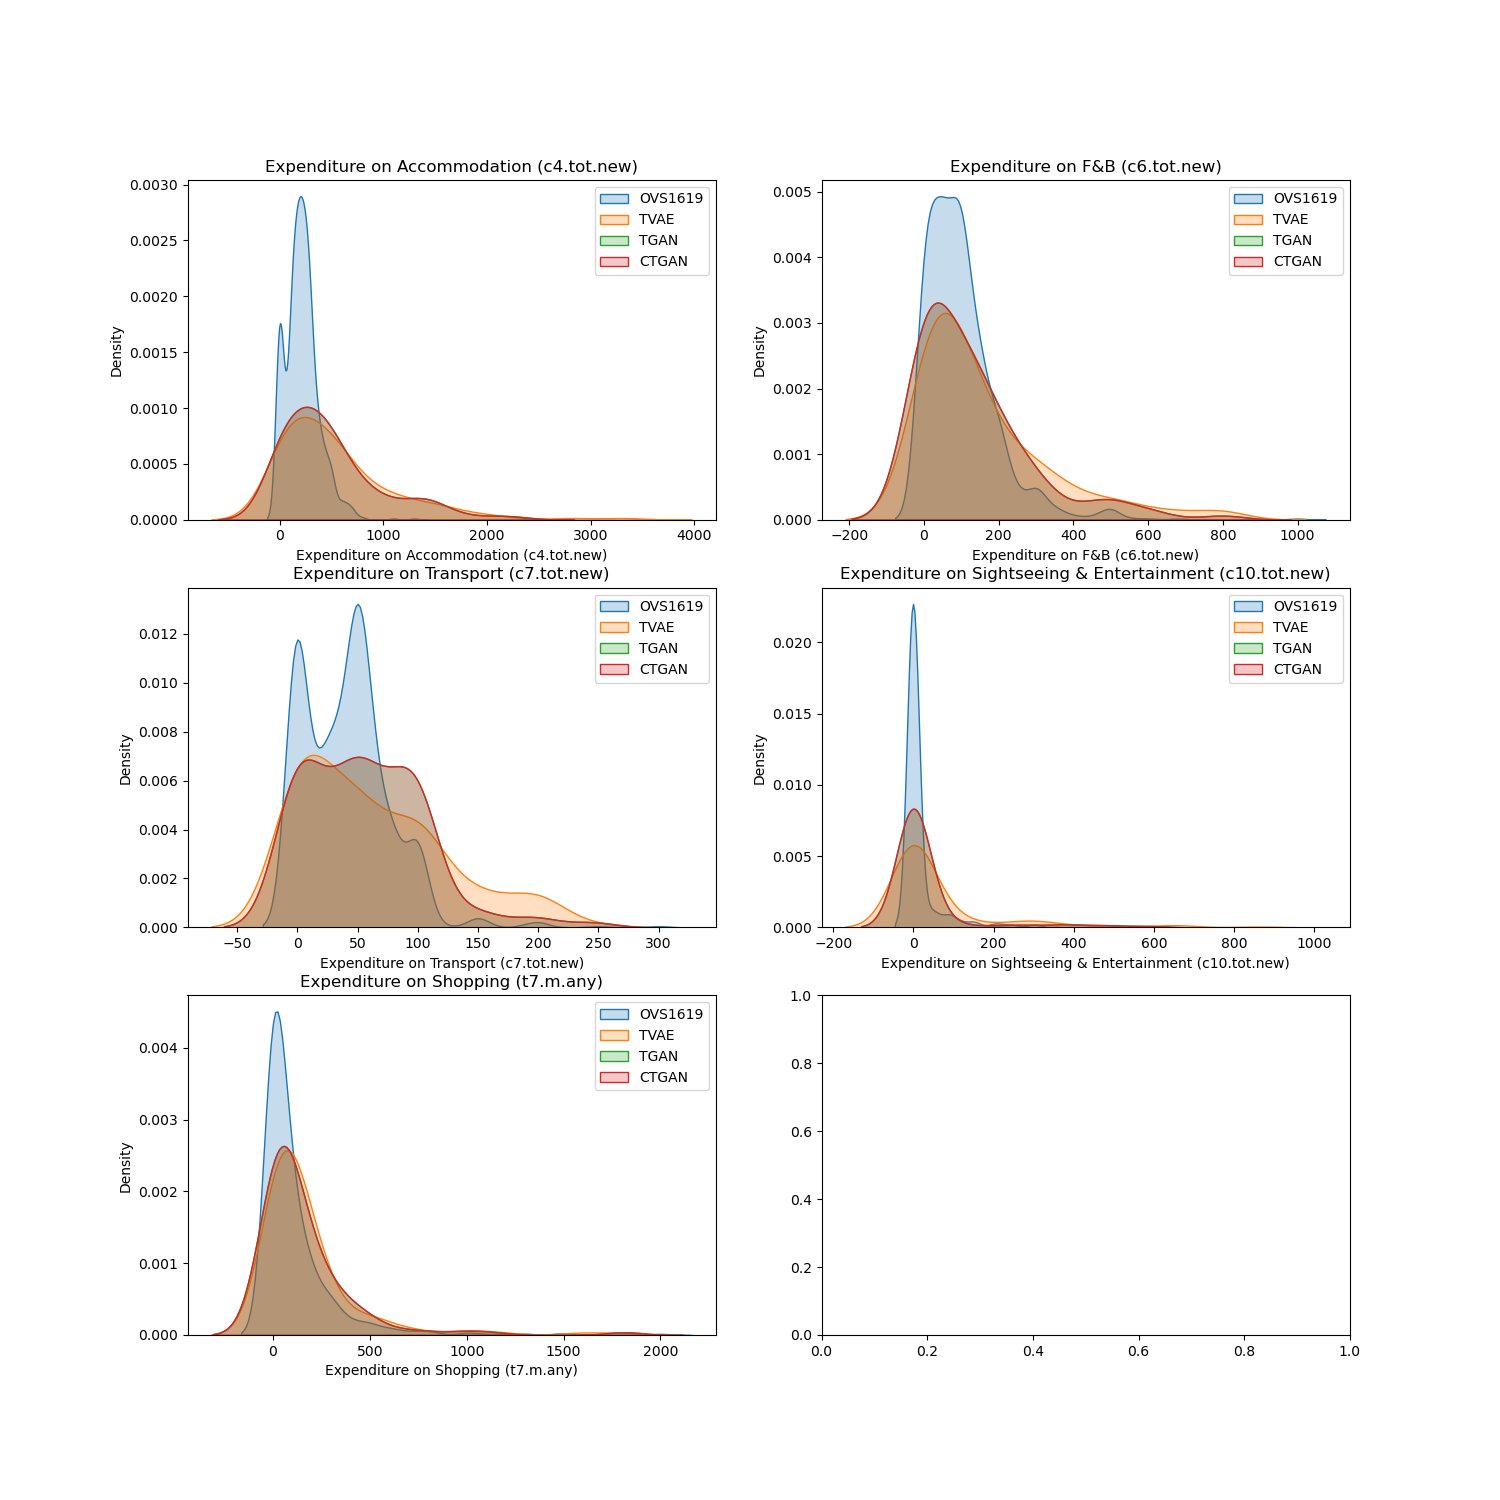 Expenditure on Accommodation (c4.tot.new)
0.0030
0.0025
0.0020
0.0015
0.0010
0.0005
0.0000
Density
OVS1619
TVAE
TGAN
CTGAN
0 1000 2000 3000 4000
Expenditure on Accommodation (c4.tot.new)
Expenditure on F&B (c6.tot.new)
0.005
0.004
0.003
0.002
0.001
0.000
Density
OVS1619
TVAE
TGAN
CTGAN
−200 0 200 400 600 800 1000
Expenditure on F&B (c6.tot.new)
Expenditure on Transport (c7.tot.new)
0.012
0.010
0.008
0.006
0.004
0.002
0.000
Density
OVS1619
TVAE
TGAN
CTGAN
−50 0 50 100 150 200 250 300
Expenditure on Transport (c7.tot.new)
Expenditure on Sightseeing & Entertainment (c10.tot.new)
0.020
0.015
0.010
0.005
0.000
Density
OVS1619
TVAE
TGAN
CTGAN
−200 0 200 400 600 800 1000
Expenditure on Sightseeing & Entertainment (c10.tot.new)
Expenditure on Shopping (t7.m.any)
0.004
0.003
0.002
0.001
0.000
Density
OVS1619
TVAE
TGAN
CTGAN
0 500 1000 1500 2000
Expenditure on Shopping (t7.m.any)
1.0
0.8
0.6
0.4
0.2
0.0
0.0 0.2 0.4 0.6 0.8 1.0